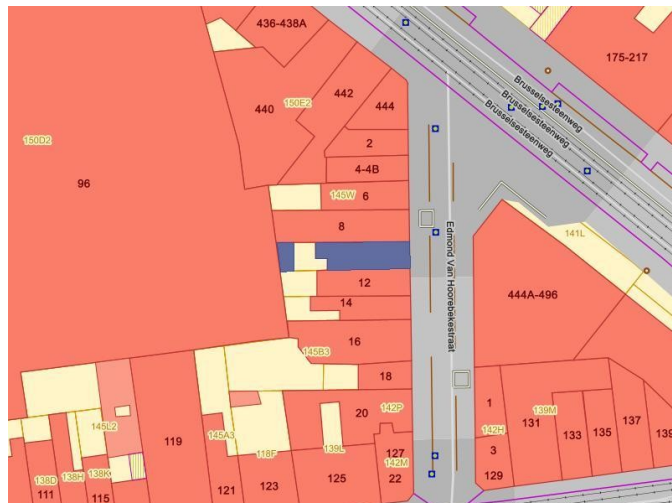 436-438A
175-217
442
440
150E2
444
150D2
2
96
4-4B
145W
6
8
141L
12
14
444A-496
16
145B3
18
Brusselsesteenweg
Brusselsesteenweg
Brusselsesteenweg
Edmond Van Hoorebekestraat
1
139M
131
133
135
137
139
142H
3
129
20
142P
119
145A3
118F
139L
145L2
127
142M
22
138D
138H
138K
111
115
121
123
125